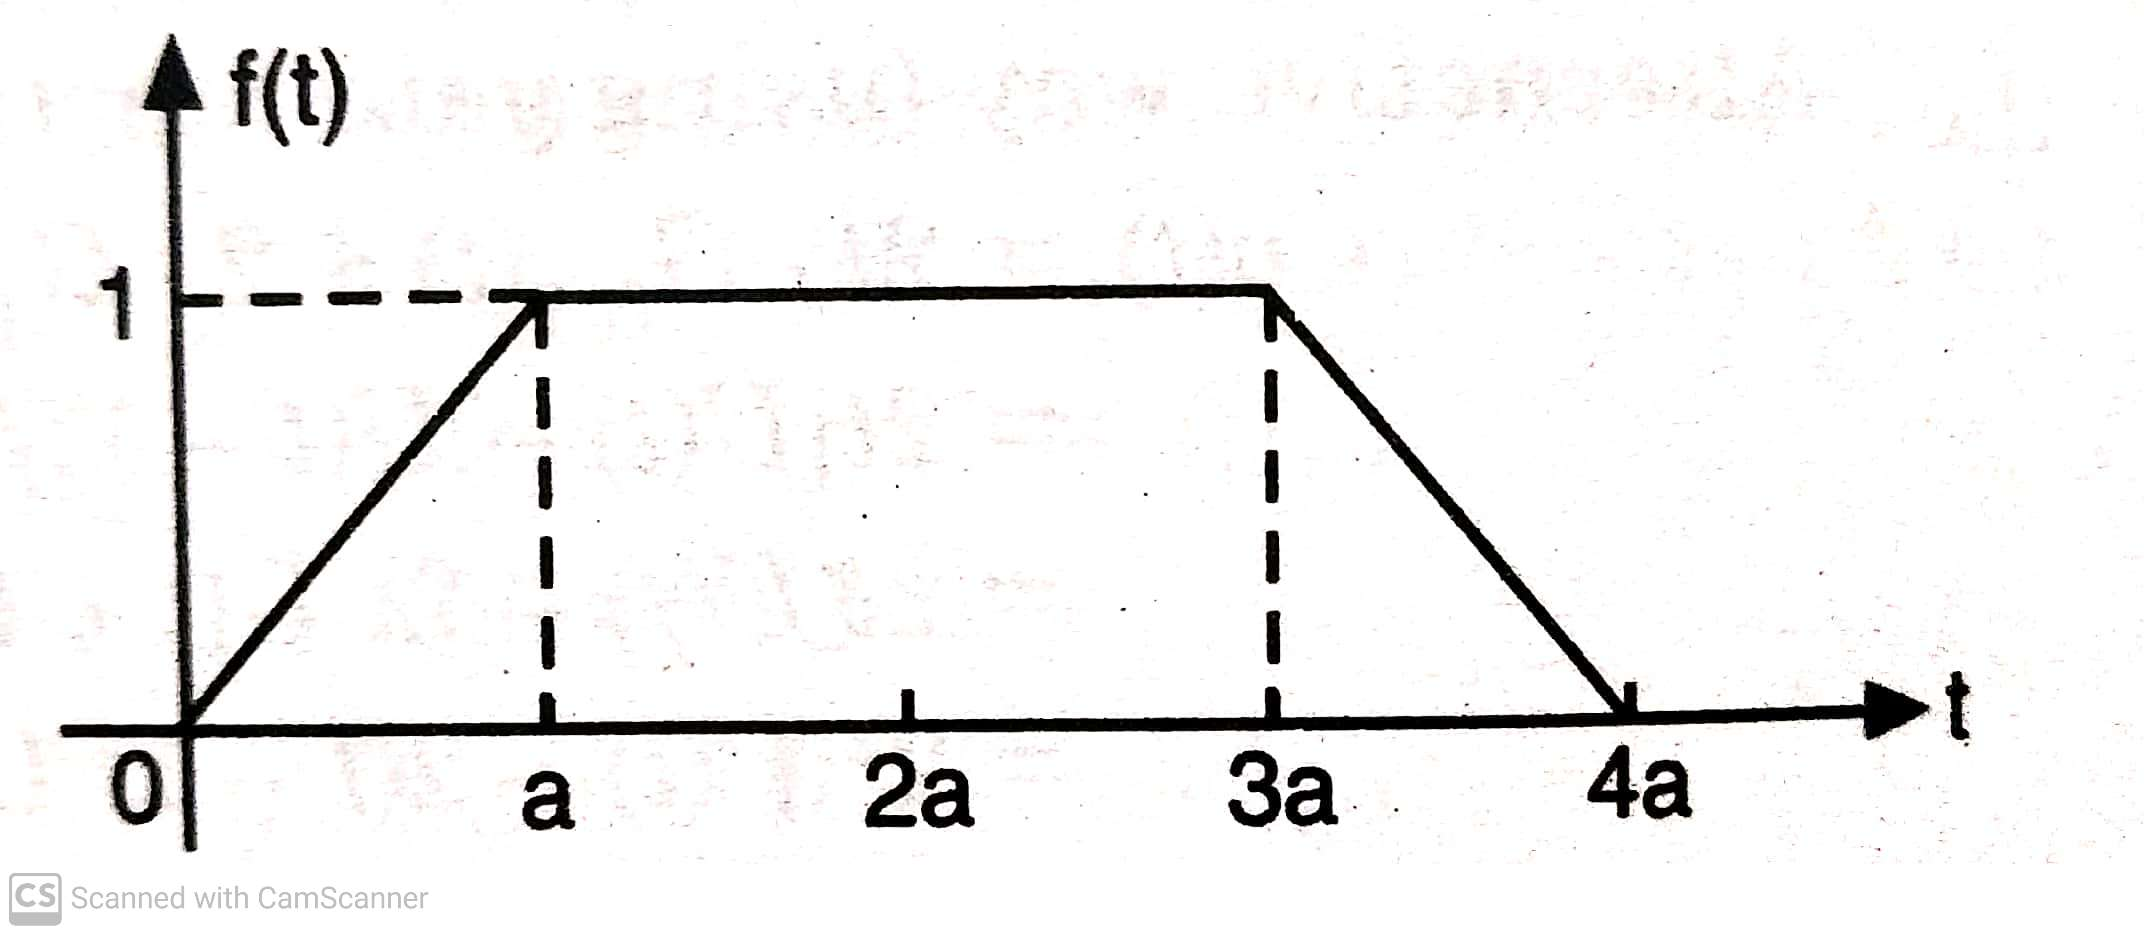 f(t)
1
0 a 2a 3a 4a t
CS Scanned with CamScanner